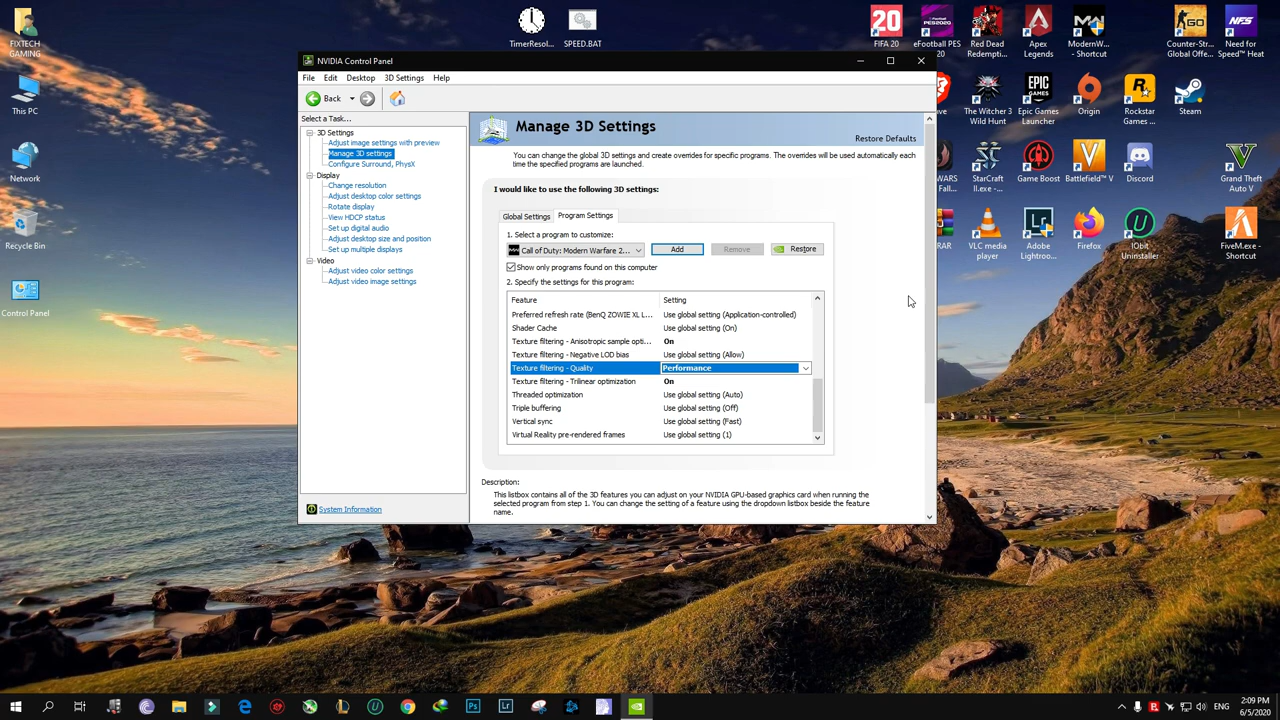 FIXTECH
GAMING
This PC
Network
Recycle Bin
Control Panel
TimerResol...
SPEED.BAT
FIFA 20
eFootball PES
20
Red Dead
Redempti...
Apex
Legends
ModernW...
- Shortcut
Counter-Str...
Global Offe...
Need for
Speed™ Heat
The Witcher 3
Wild Hunt
Epic Games
Launcher
Origin
Rockstar
Games ...
Steam
StarCraft
II.exe -...
Game Boost
Battlefield™ V
Discord
Grand Theft
Auto V
VLC media
player
Adobe
Lightroo...
Firefox
IObit
Uninstaller
FiveM.exe -
Shortcut
NVIDIA Control Panel
File Edit Desktop 3D Settings Help
Back
Select a Task...
3D Settings
Adjust image settings with preview
Manage 3D settings
Configure Surround, PhysX
Display
Change resolution
Adjust desktop color settings
Rotate display
View HDCP status
Set up digital audio
Adjust desktop size and position
Set up multiple displays
Video
Adjust video color settings
Adjust video image settings
System Information
Manage 3D Settings
Restore Defaults
You can change the global 3D settings and create overrides for specific programs. The overrides will be used automatically each
time the specified programs are launched.
I would like to use the following 3D settings:
Global Settings Program Settings
1. Select a program to customize:
Call of Duty: Modern Warfare 2... Add Remove Restore
Show only programs found on this computer
2. Specify the settings for this program:
Feature Setting
Preferred refresh rate (BenQ ZOWIE XL L... Use global setting (Application-controlled)
Shader Cache Use global setting (On)
Texture filtering - Anisotropic sample opti... On
Texture filtering - Negative LOD bias Use global setting (Allow)
Texture filtering - Quality Performance
Texture filtering - Trilinear optimization On
Threaded optimization Use global setting (Auto)
Triple buffering Use global setting (Off)
Vertical sync Use global setting (Fast)
Virtual Reality pre-rendered frames Use global setting (1)
Description:
This listbox contains all of the 3D features you can adjust on your NVIDIA GPU-based graphics card when running the
selected program from step 1. You can change the setting of a feature using the dropdown listbox beside the feature
name.
ENG
2:09 PM
6/5/2020